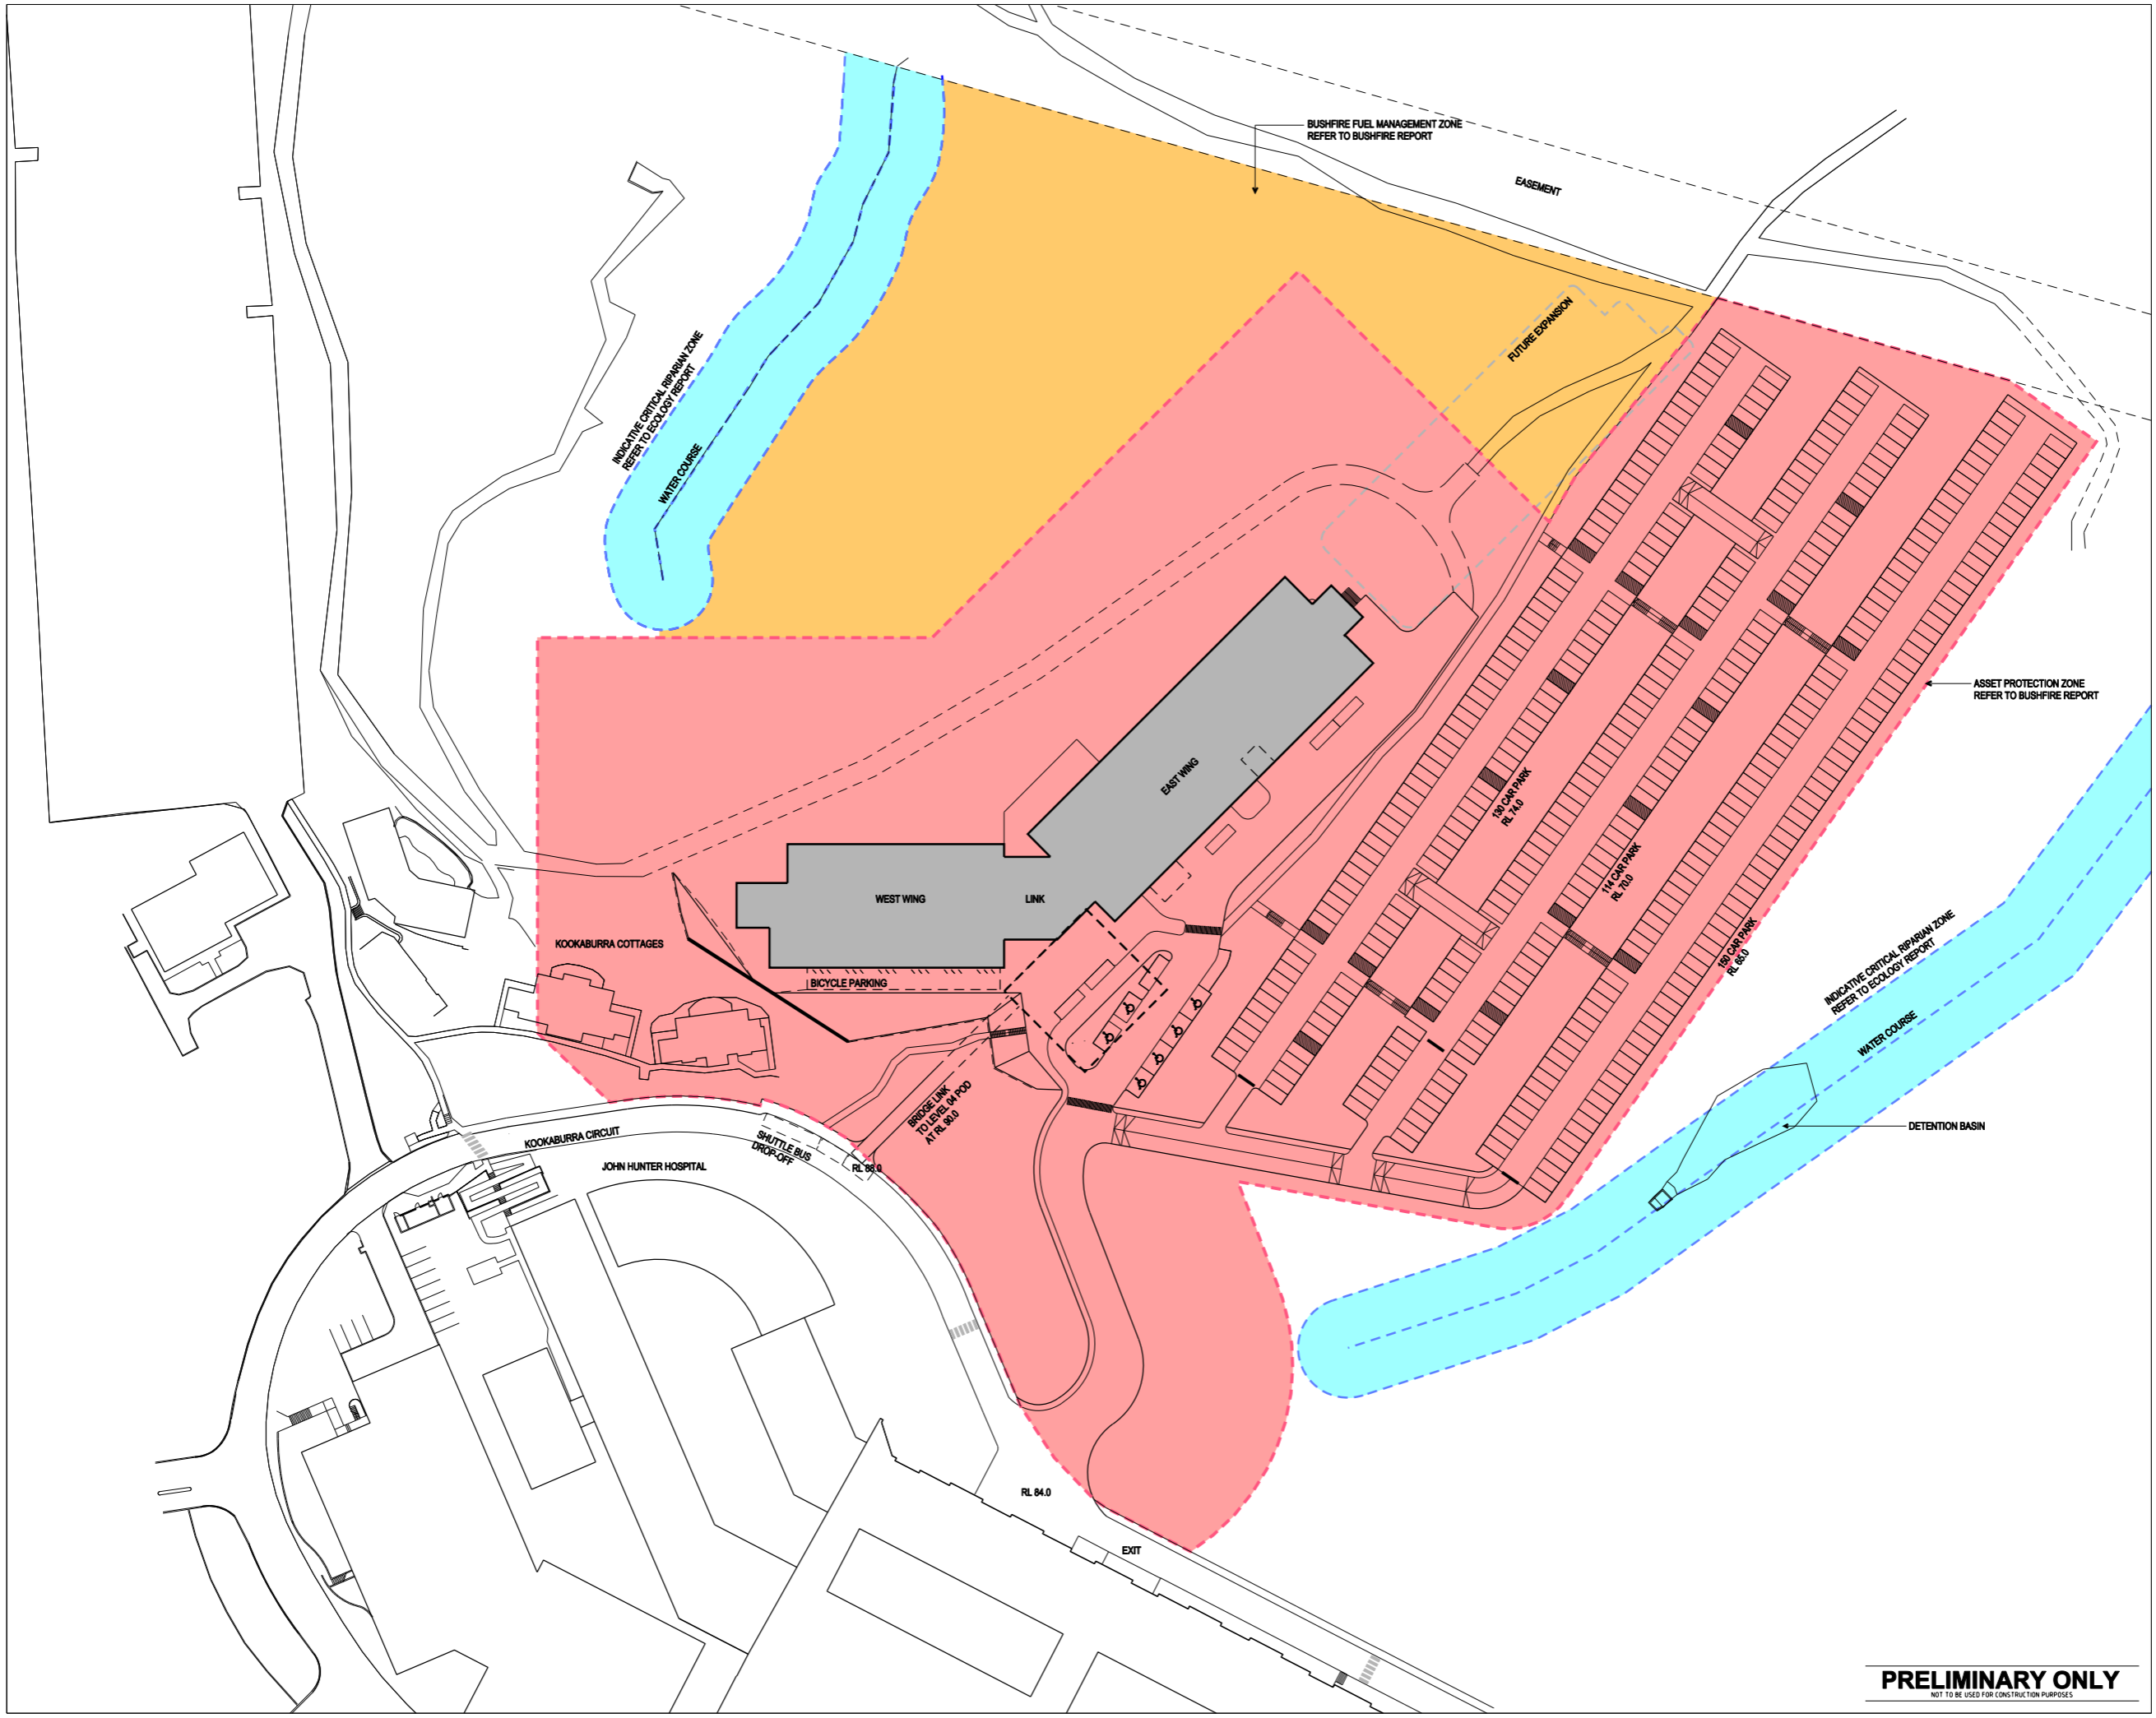 BUSHFIRE FUEL MANAGEMENT ZONE
REFER TO BUSHFIRE REPORT
EASEMENT
FUTURE EXPANSION
INDICATIVE CRITICAL RIPARIAN ZONE
REFER TO ECOLOGY REPORT
WATER COURSE
ASSET PROTECTION ZONE
REFER TO BUSHFIRE REPORT
EAST WING
130 CAR PARK
RL 74.0
114 CAR PARK
RL 70.0
150 CAR PARK
RL 65.0
WEST WING
LINK
KOOKABURRA COTTAGES
BICYCLE PARKING
INDICATIVE CRITICAL RIPARIAN ZONE
REFER TO ECOLOGY REPORT
WATER COURSE
DETENTION BASIN
BRIDGE LINK
TO LEVEL 04 POD
AT RL 90.0
KOOKABURRA CIRCUIT
SHUTTLE BUS
DROP-OFF
RL 88.0
JOHN HUNTER HOSPITAL
RL 84.0
EXIT
PRELIMINARY ONLY
NOT TO BE USED FOR CONSTRUCTION PURPOSES